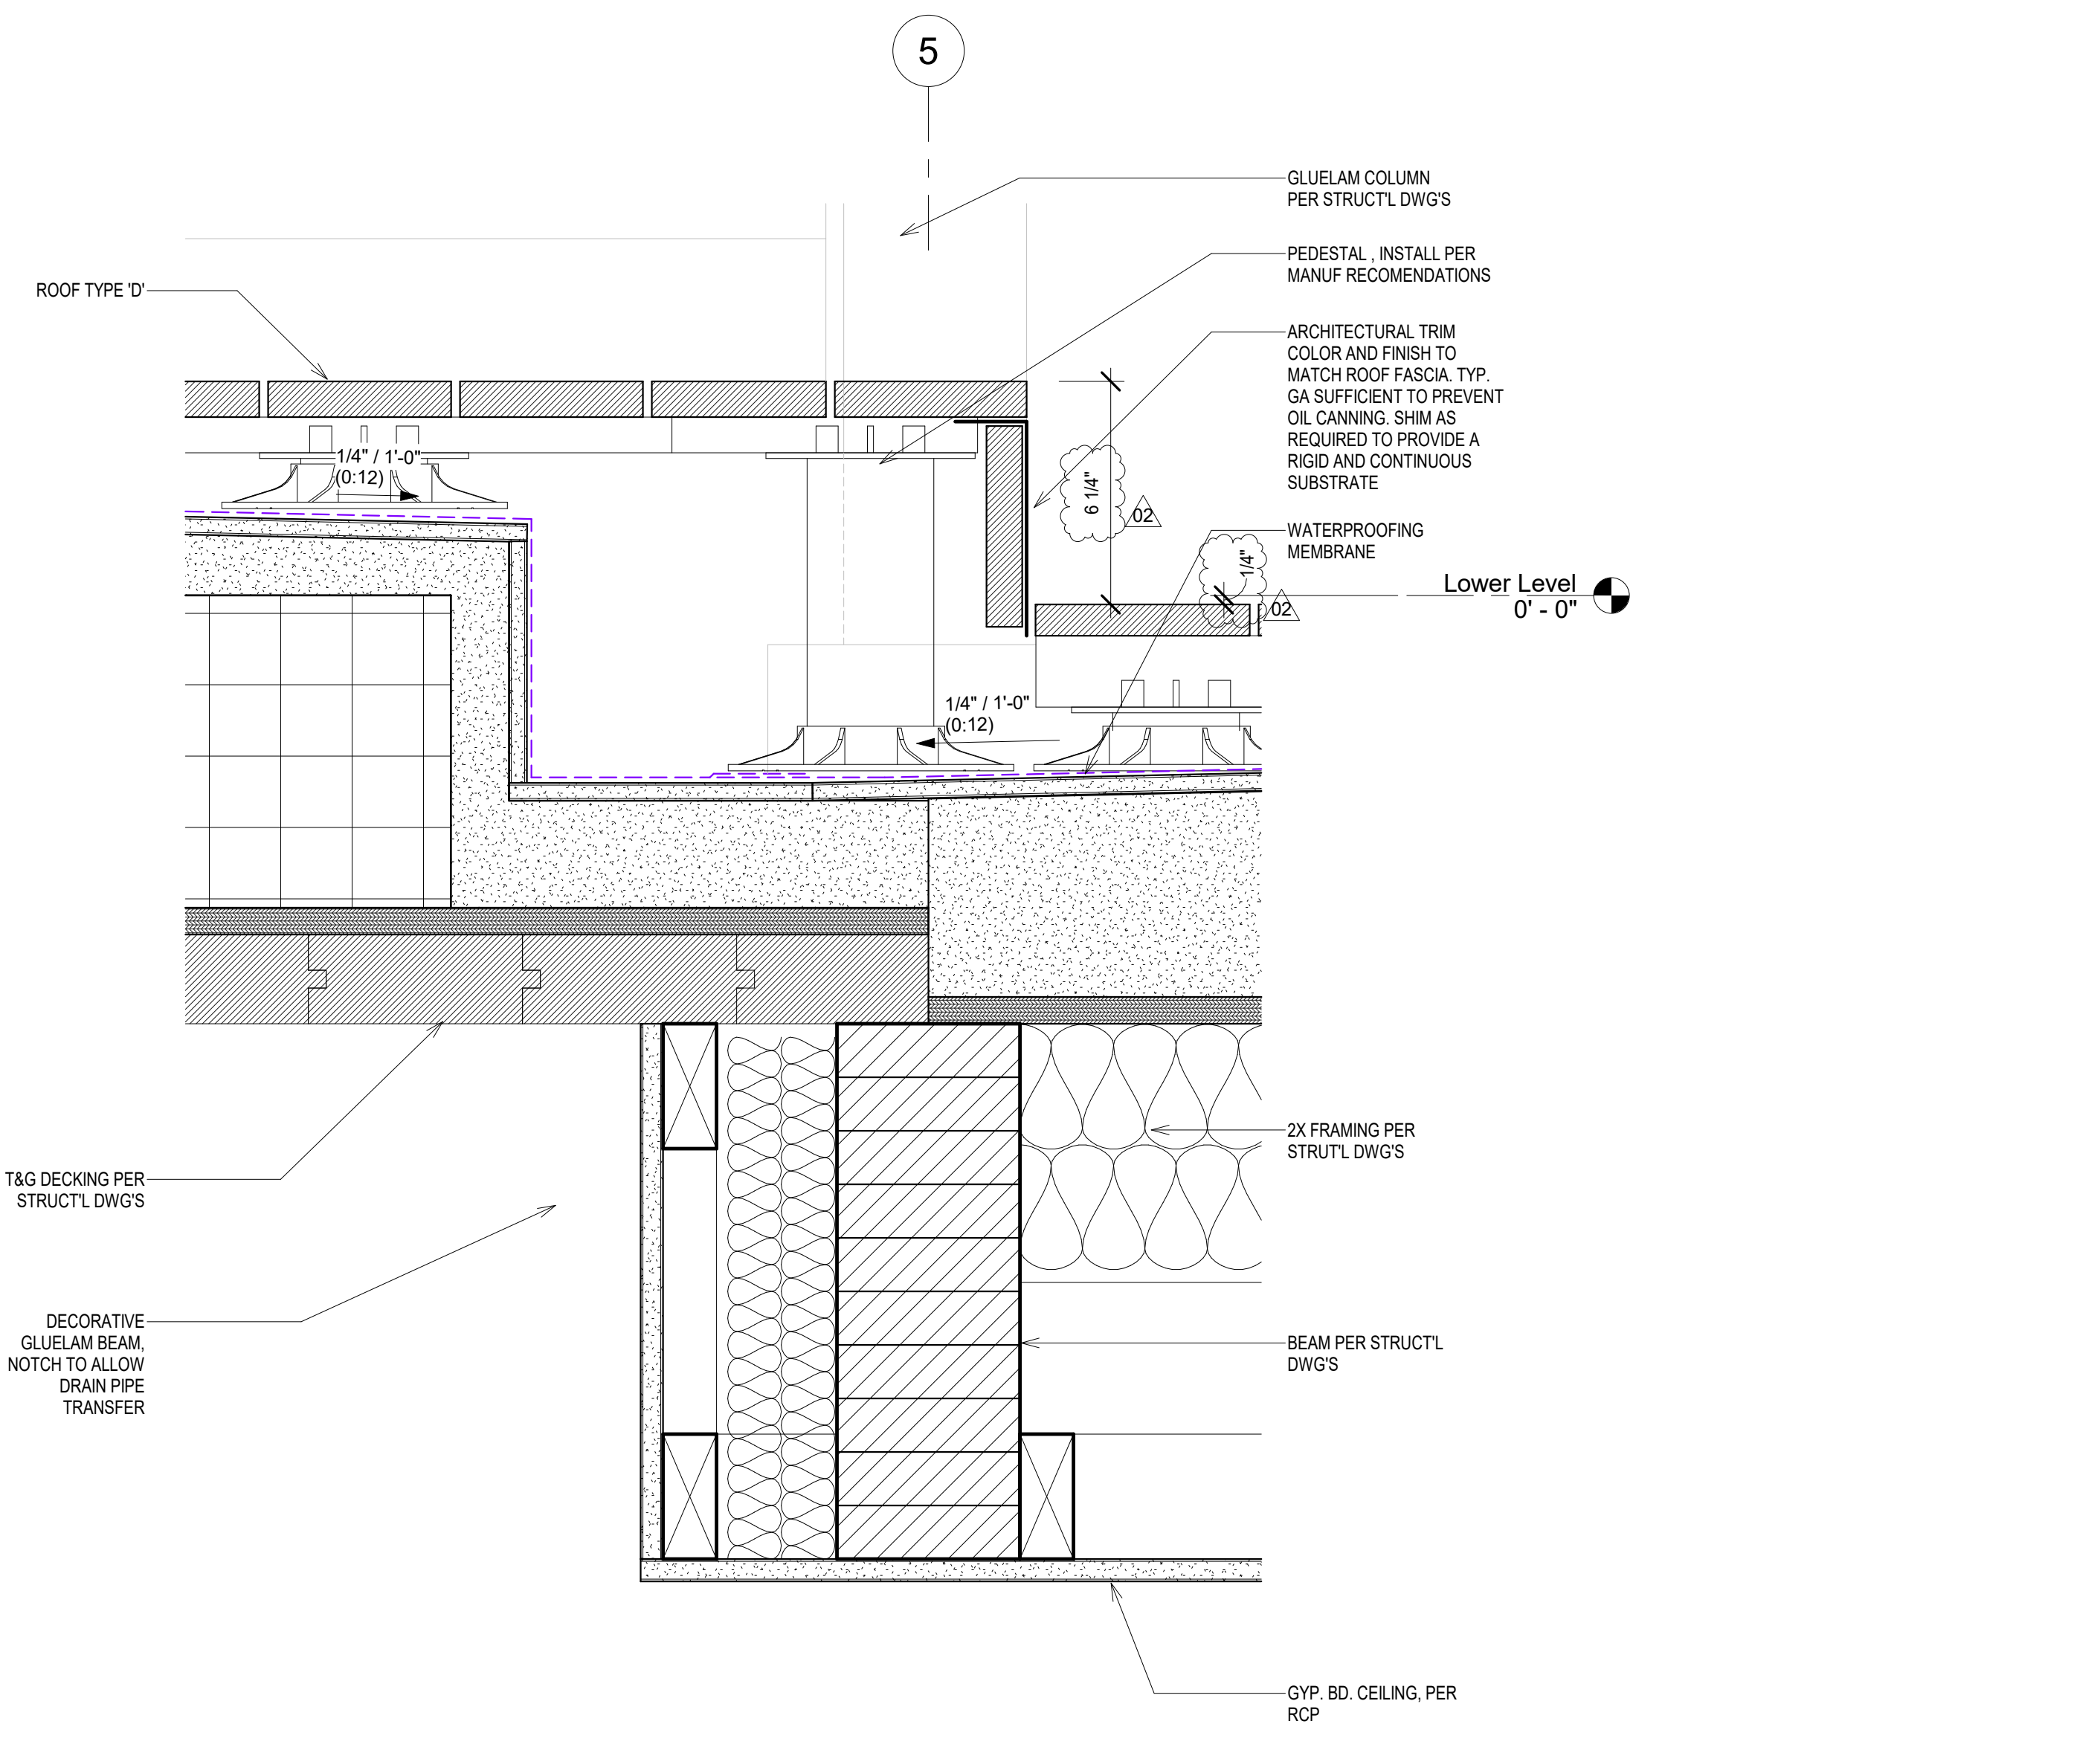 5
GLUELAM COLUMN
PER STRUCT'L DWG'S
PEDESTAL , INSTALL PER
MANUF RECOMENDATIONS
ROOF TYPE 'D'
ARCHITECTURAL TRIM
COLOR AND FINISH TO
MATCH ROOF FASCIA. TYP.
GA SUFFICIENT TO PREVENT
OIL CANNING. SHIM AS
REQUIRED TO PROVIDE A
RIGID AND CONTINUOUS
SUBSTRATE
1/4" / 1'-0"
(0:12)
6 1/4"
02
WATERPROOFING
MEMBRANE
1/4"
02
Lower Level
0' - 0"
1/4" / 1'-0"
(0:12)
2X FRAMING PER
STRUT'L DWG'S
T&G DECKING PER
STRUCT'L DWG'S
DECORATIVE
GLUELAM BEAM,
NOTCH TO ALLOW
DRAIN PIPE
TRANSFER
BEAM PER STRUCT'L
DWG'S
GYP. BD. CEILING, PER
RCP